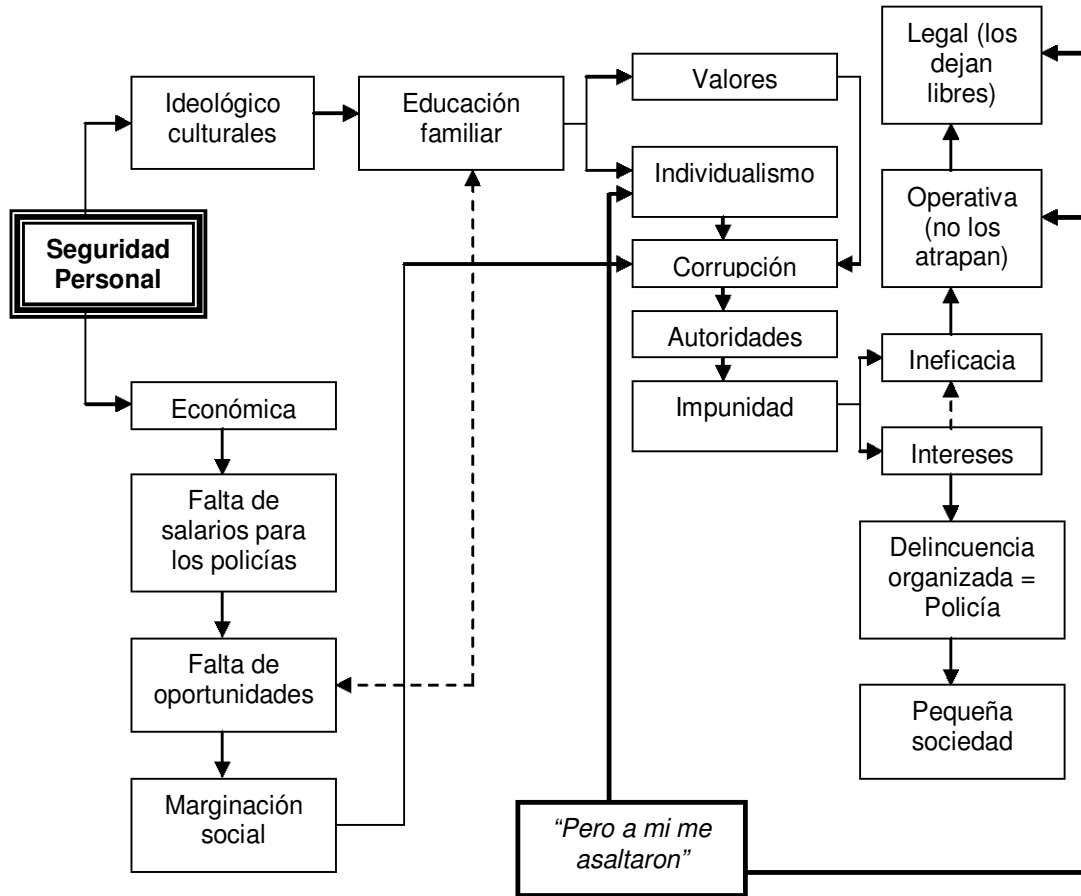 Seguridad
Personal
Ideológico
culturales
Educación
familiar
Valores
Individualismo
Corrupción
Autoridades
Impunidad
Legal (los
dejan
libres)
Operativa
(no los
atrapan)
Ineficacia
Intereses
Delincuencia
organizada =
Policía
Pequeña
sociedad
Económica
Falta de
salarios para
los policías
Falta de
oportunidades
Marginación
social
“Pero a mi me
asaltaron”